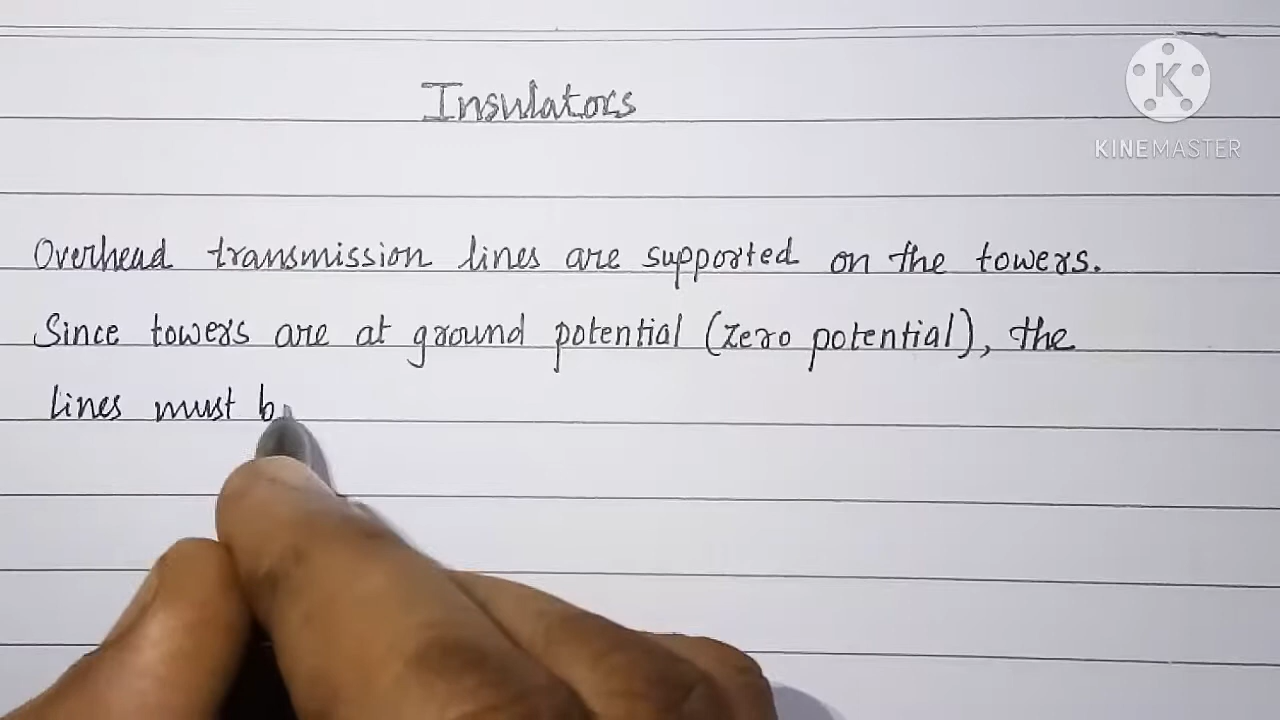 Insulators
K
KINEMASTER
Overhead transmission lines are supported on the towers.
Since towers are at ground potential (zero potential), the
lines must b